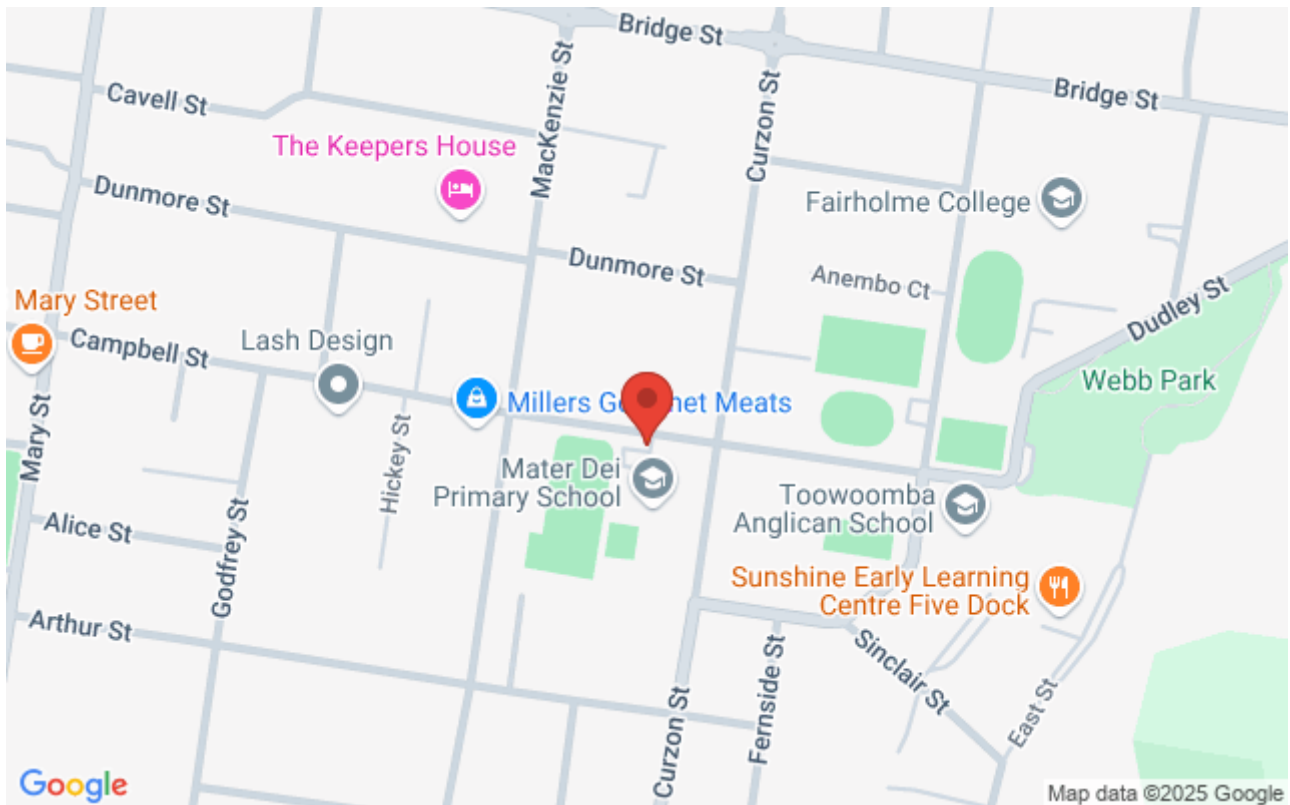 Bridge St
Bridge St
MacKenzie St
Curzon St
Cavell St
The Keepers House
Dunmore St
Fairholme College
Dunmore St
Anembo Ct
Dudley St
Mary Street
Campbell St
Lash Design
Webb Park
Millers Go
met Meats
Mary St
Hickey St
Mater Dei
Primary School
Toowoomba
Anglican School
Alice St
Godfrey St
Sunshine Early Learning
Centre Five Dock
Arthur St
Fernside St
Sinclair St
Curzon St
East St
Google
Map data ©2025 Google